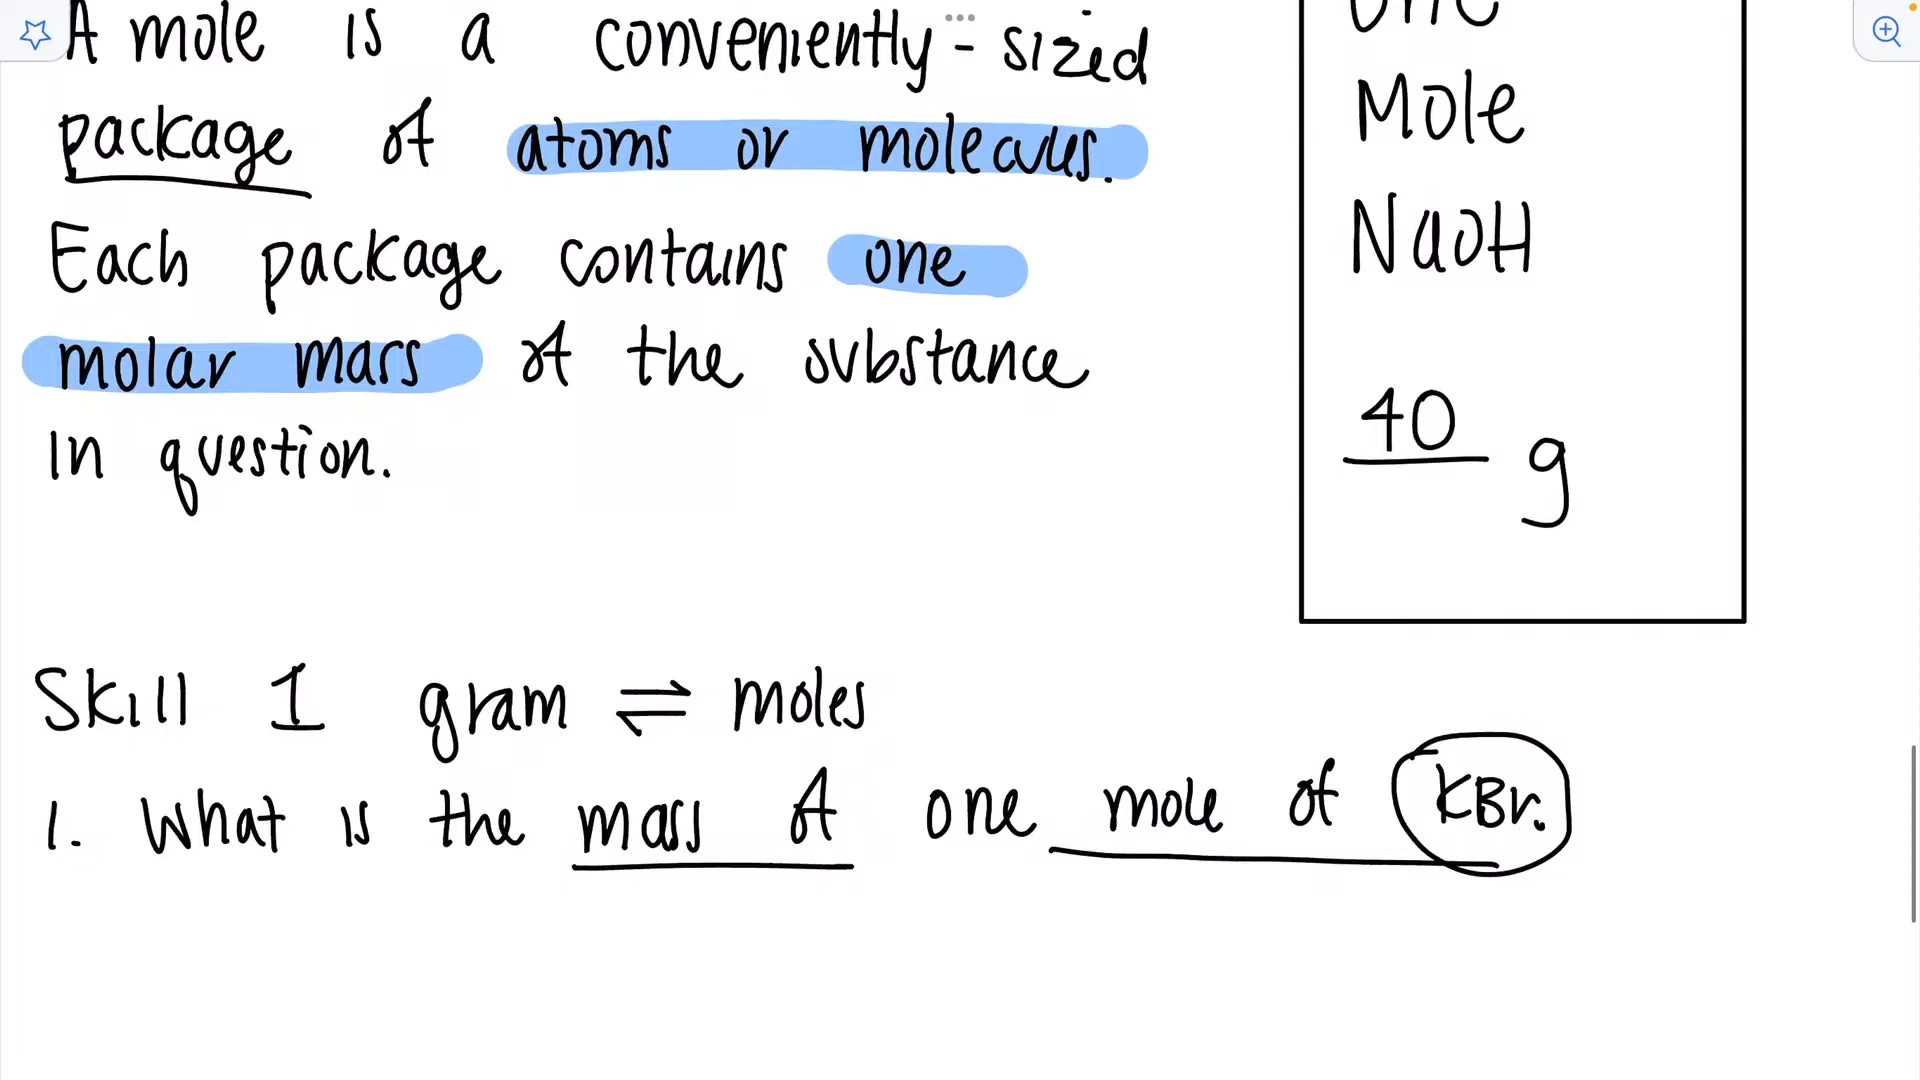 A mole is a conveniently-sized
package of atoms or molecules.
Each package contains one
molar mass of the substance
in question.
One
Mole
NaOH
40 g
Skill 1 gram ⇌ moles
1. What is the mass of one mole of KBr.